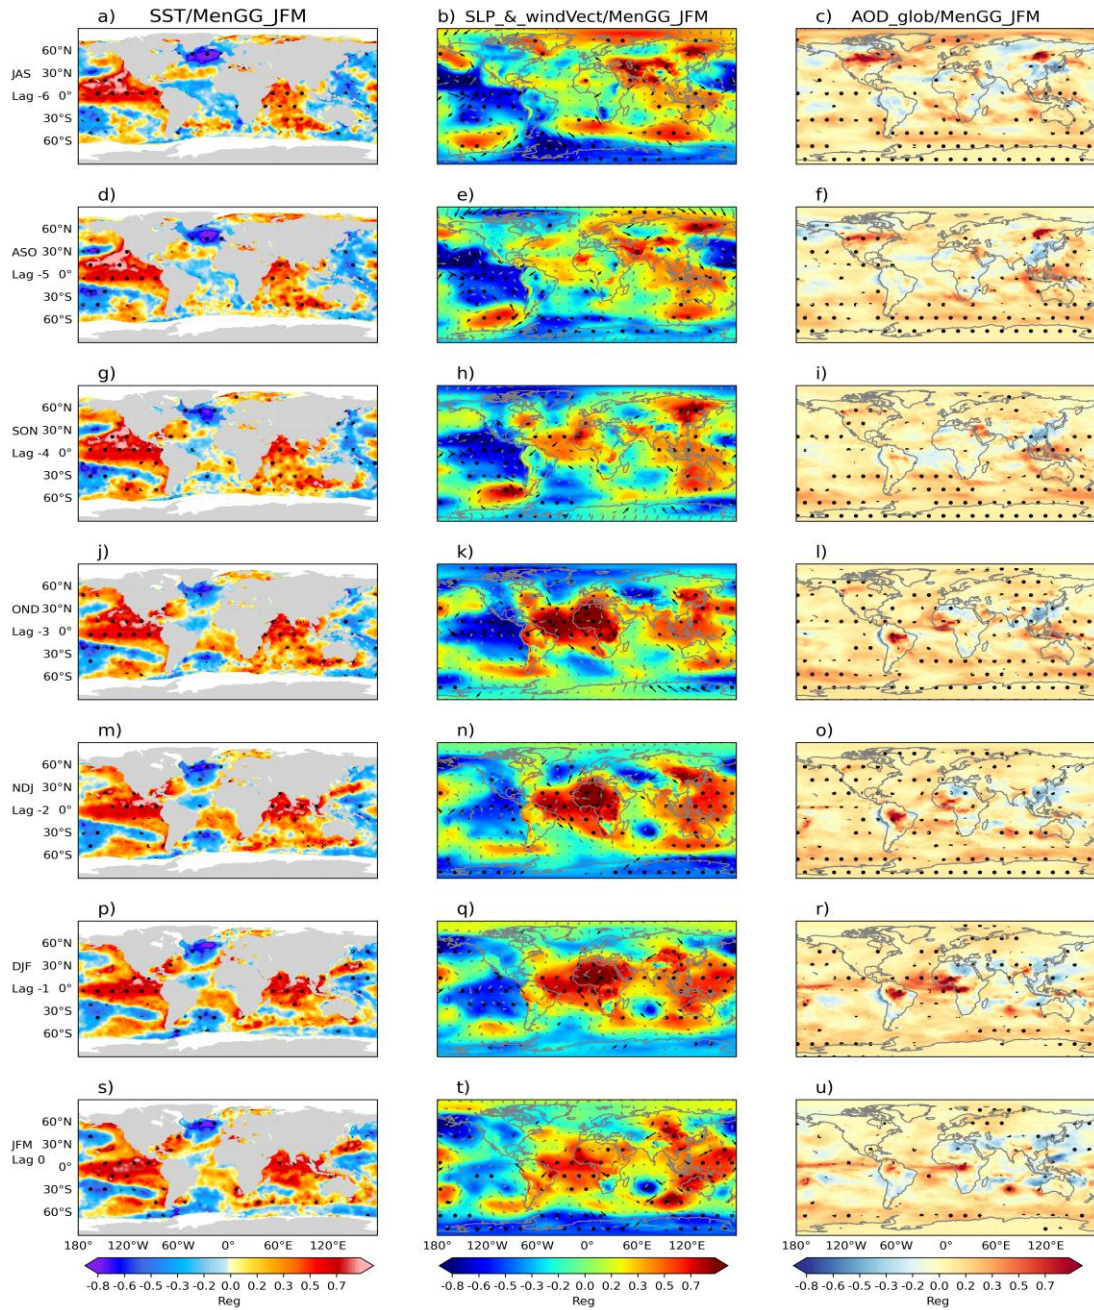 SST/MenGG_JFM
SLP_&_windVect/MenGG_JFM
AOD_glob/MenGG_JFM
a)
b)
c)
60°N
JAS
30°N
Lag -6
0°
30°S
60°S
d)
e)
f)
60°N
ASO
30°N
Lag -5
0°
30°S
60°S
g)
h)
i)
60°N
SON
30°N
Lag -4
0°
30°S
60°S
j)
k)
l)
60°N
OND
30°N
Lag -3
0°
30°S
60°S
m)
n)
o)
60°N
NDJ
30°N
Lag -2
0°
30°S
60°S
p)
q)
r)
60°N
DJF
30°N
Lag -1
0°
30°S
60°S
s)
t)
u)
60°N
30°N
JFM
Lag 0
0°
30°S
60°S
180° 120°W 60°W 0° 60°E 120°E
180° 120°W 60°W 0° 60°E 120°E
180° 120°W 60°W 0° 60°E 120°E
-0.8 -0.6 -0.5 -0.2 0.0 0.2 0.3 0.5 0.7
Reg
-0.8 -0.6 -0.5 -0.2 0.0 0.2 0.3 0.5 0.7
Reg
-0.8 -0.6 -0.5 -0.2 0.0 0.2 0.3 0.5 0.7
Reg